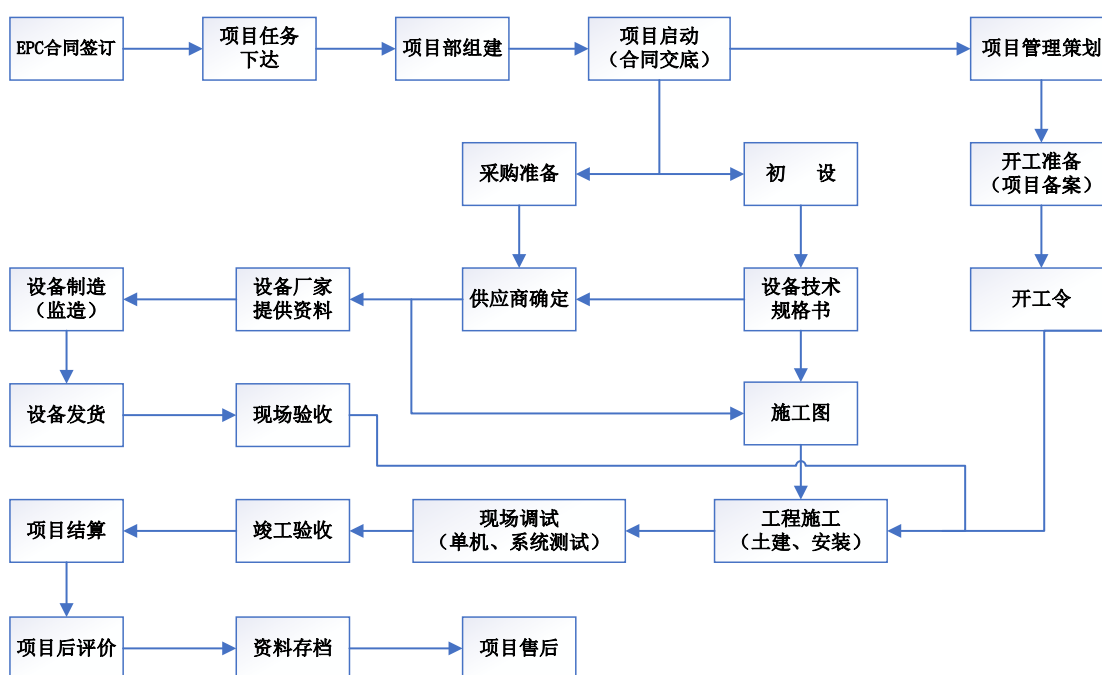 EPC合同签订
项目任务
下达
项目部组建
项目启动
（合同交底）
项目管理策划
采购准备
初 设
开工准备
（项目备案）
设备制造
（监造）
设备厂家
提供资料
供应商确定
设备技术
规格书
开工令
设备发货
现场验收
施工图
项目结算
竣工验收
现场调试
（单机、系统测试）
工程施工
（土建、安装）
项目后评价
资料存档
项目售后